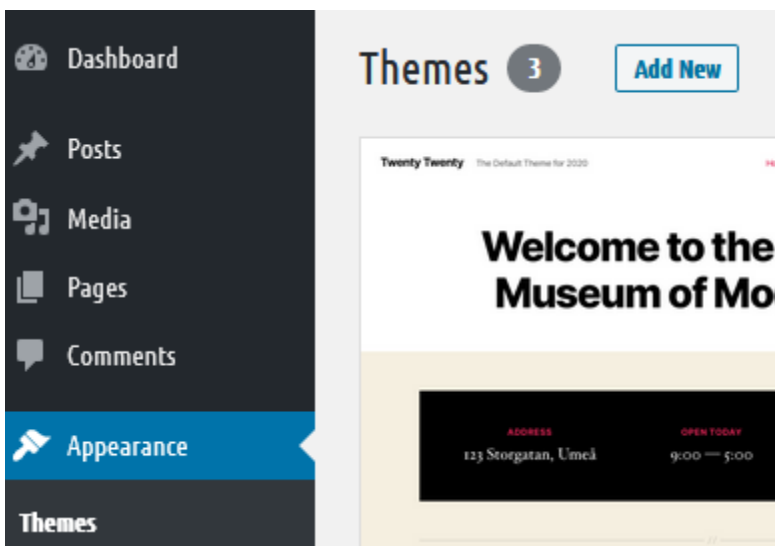 Dashboard
Posts
Media
Pages
Comments
Appearance
Themes
Themes 3 Add New
Twenty Twenty The Default Theme for 2020
Welcome to the
Museum of Mo
ADDRESS OPEN TODAY
123 Storgatan, Umeå 9:00 — 5:00